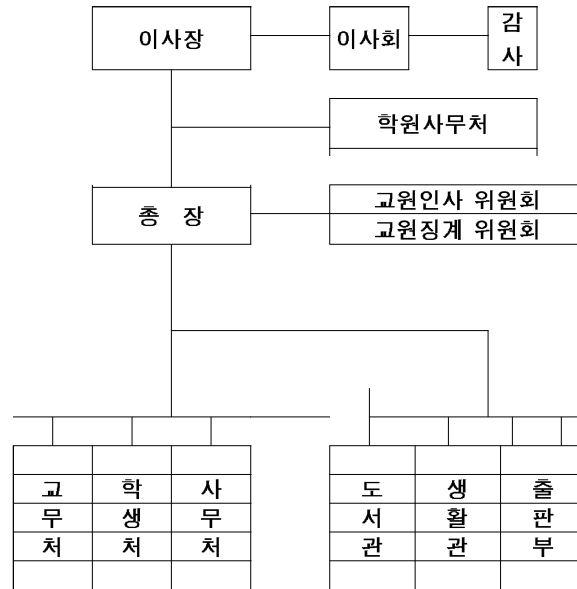 이사장
이사회
감사
학원사무처
총 장
교원인사 위원회
교원징계 위원회
교무처
학생처
사무처
도서관
생활관
출판부